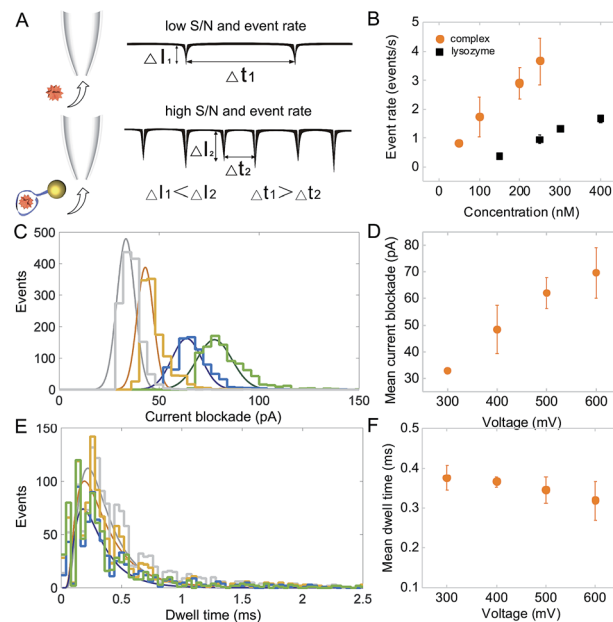 A
low S/N and event rate
△I₁
△t1
high S/N and event rate
△I₂
△t₂
△I1<△I2 △t1>△t2
B
complex
lysozyme
Event rate (events/s)
6
5
4
3
2
1
0
0 100 200 300 400
Concentration (nM)
C
Events
500
400
300
200
100
0
0 50 100 150
Current blockade (pA)
D
Mean current blockade (pA)
80
70
60
50
40
30
300 400 500 600
Voltage (mV)
E
Events
150
100
50
0
0 0.5 1 1.5 2 2.5
Dwell time (ms)
F
Mean dwell time (ms)
0.5
0.4
0.3
0.2
0.1
300 400 500 600
Voltage (mV)